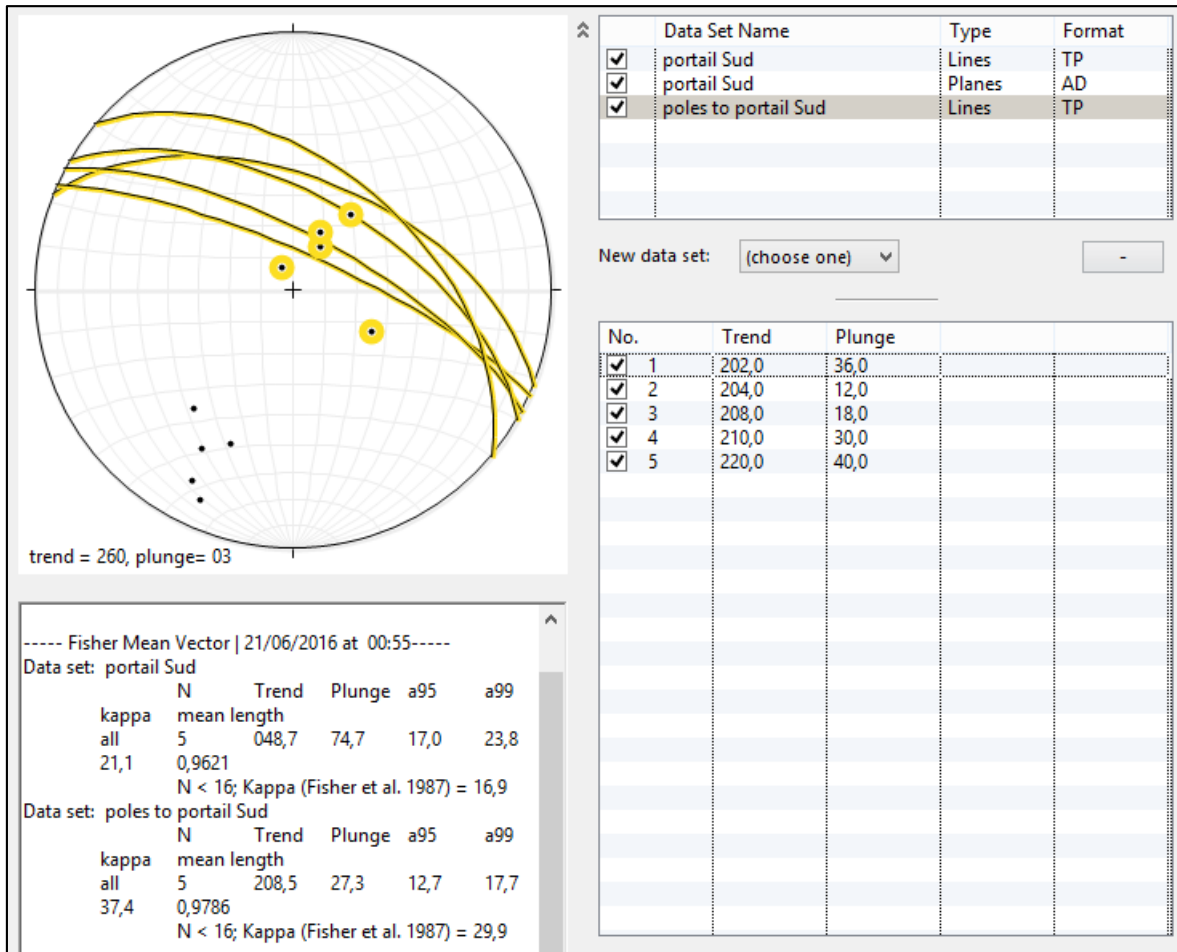 trend = 260, plunge= 03
----- Fisher Mean Vector | 21/06/2016 at 00:55-----
Data set: portail Sud
N Trend Plunge a95 a99
kappa mean length
all 5 048,7 74,7 17,0 23,8
21,1 0,9621
N < 16; Kappa (Fisher et al. 1987) = 16,9
Data set: poles to portail Sud
N Trend Plunge a95 a99
kappa mean length
all 5 208,5 27,3 12,7 17,7
37,4 0,9786
N < 16; Kappa (Fisher et al. 1987) = 29,9
Data Set Name Type Format
portail Sud Lines TP
portail Sud Planes AD
poles to portail Sud Lines TP
New data set: (choose one) -
No. Trend Plunge
1 202,0 36,0
2 204,0 12,0
3 208,0 18,0
4 210,0 30,0
5 220,0 40,0